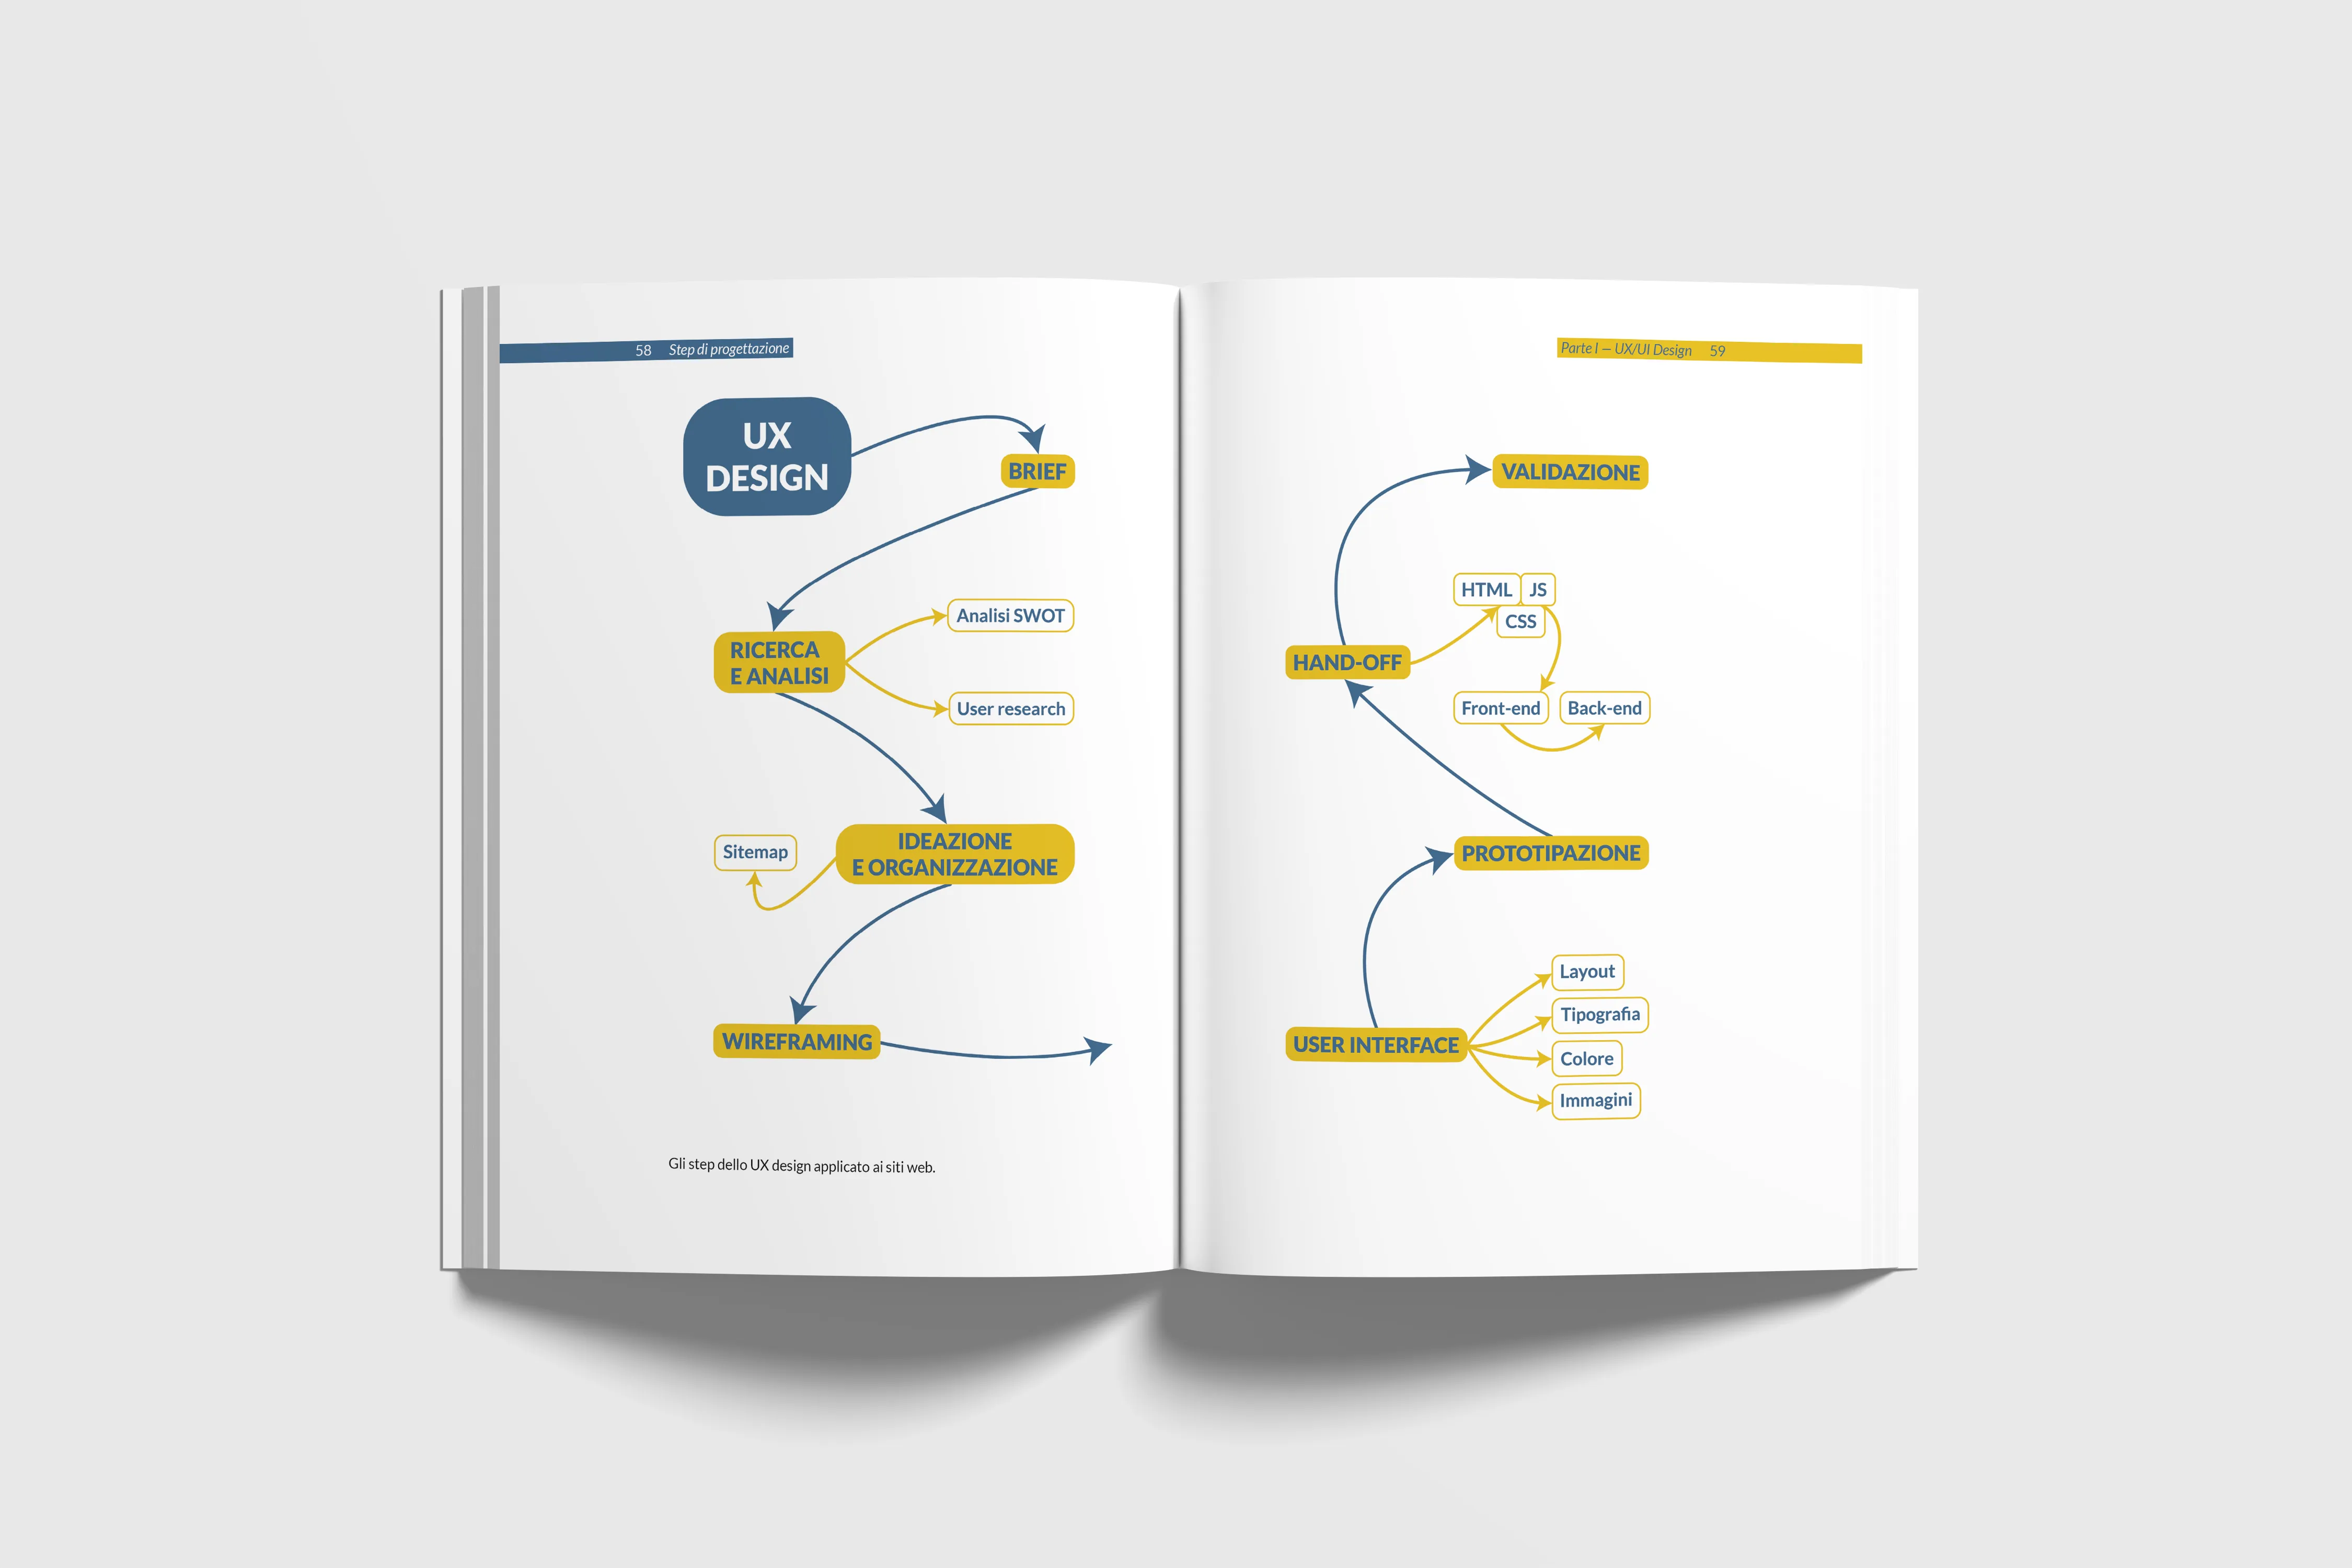 58 Step di progettazione
UX
DESIGN
BRIEF
RICERCA
E ANALISI
Analisi SWOT
User research
IDEAZIONE
E ORGANIZZAZIONE
Sitemap
WIREFRAMING
Gli step dello UX design applicato ai siti web.
Parte I — UX/UI Design 59
VALIDAZIONE
HTML JS
CSS
HAND-OFF
Front-end Back-end
PROTOTIPAZIONE
Layout
Tipografia
Colore
Immagini
USER INTERFACE